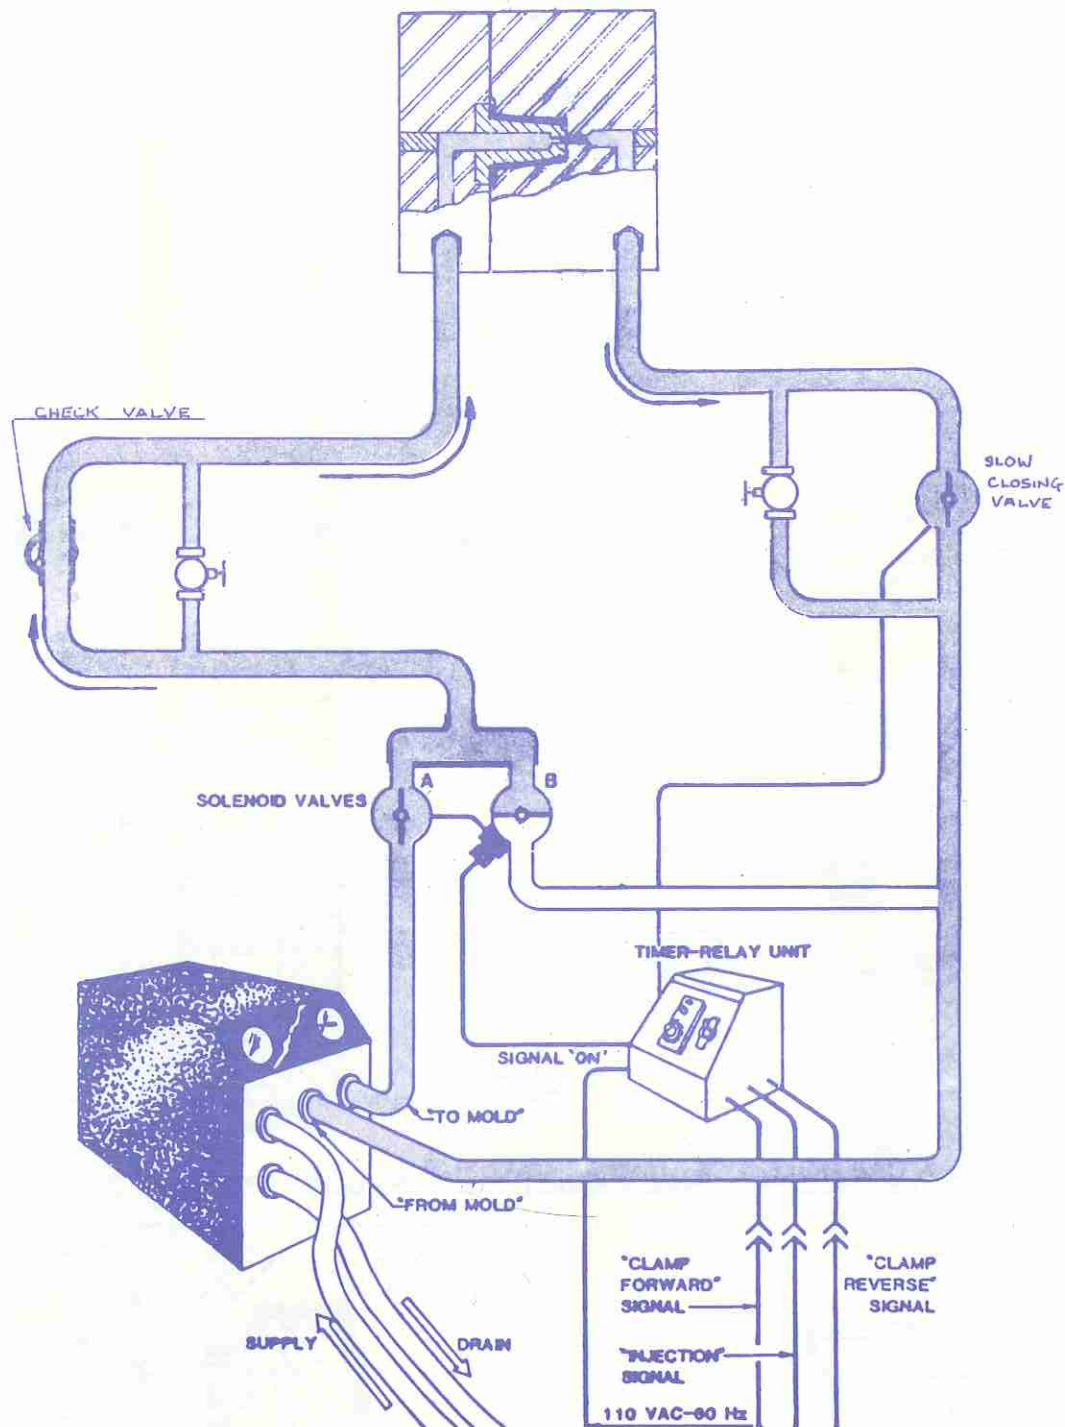 CHECK VALVE
SLOW
CLOSING
VALVE
A
B
SOLENOID VALVES
TIMER-RELAY UNIT
SIGNAL "ON"
"TO MOLD"
"FROM MOLD"
"CLAMP
FORWARD"
SIGNAL
"CLAMP
REVERSE"
SIGNAL
SUPPLY
DRAIN
"INJECTION"
SIGNAL
110 VAC-60 Hz